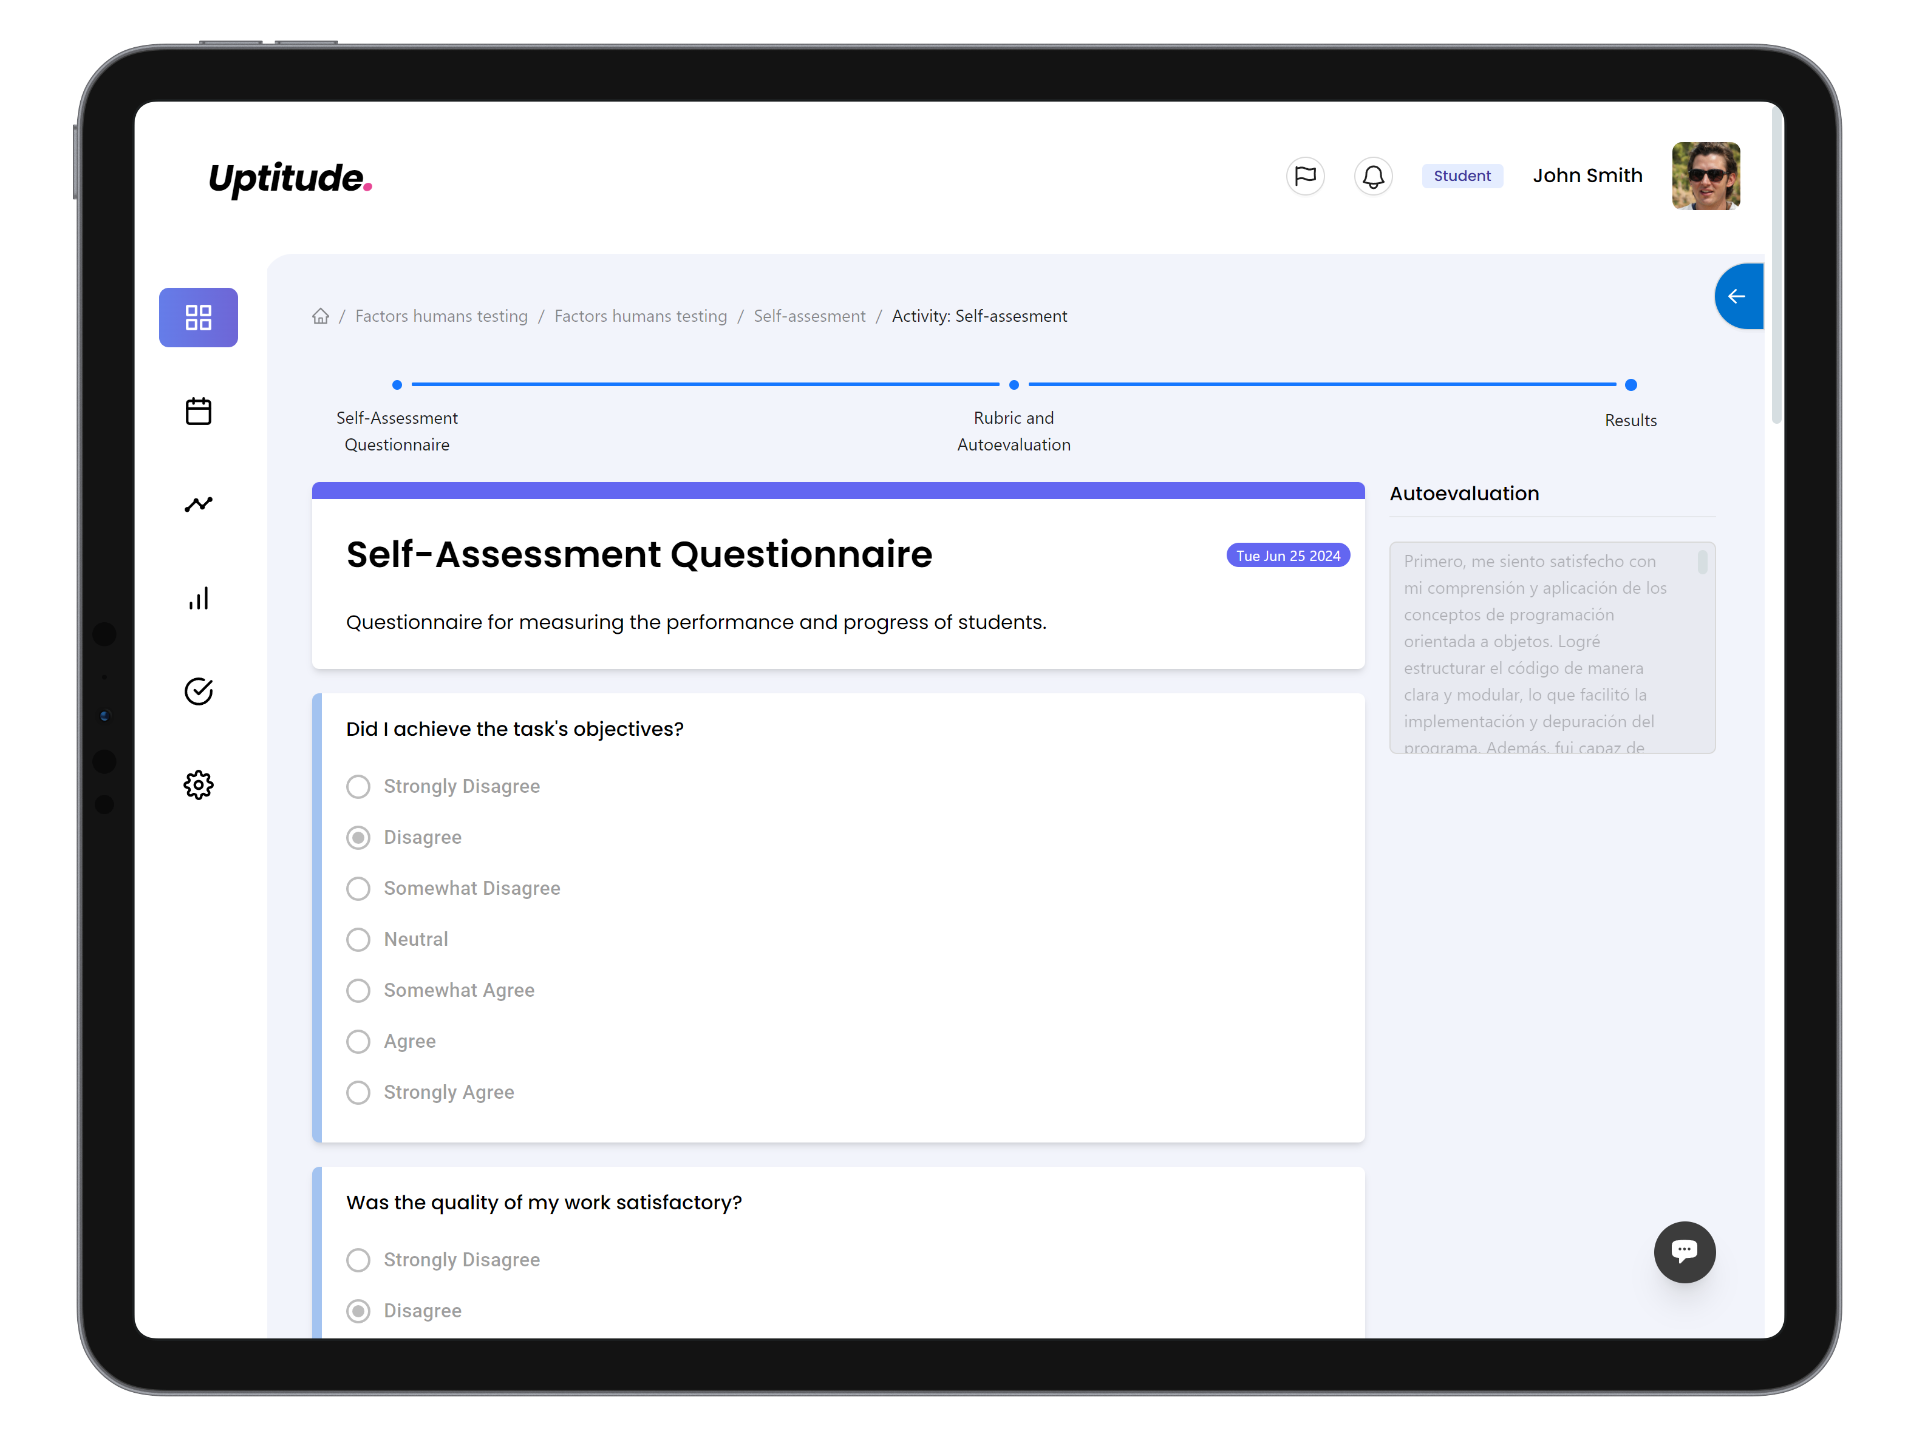 Uptitude.
Student
John Smith
/ Factors humans testing / Factors humans testing / Self-assesment / Activity: Self-assesment
Self-Assessment
Questionnaire
Rubric and
Autoevaluation
Results
Self-Assessment Questionnaire
Tue Jun 25 2024
Questionnaire for measuring the performance and progress of students.
Did I achieve the task's objectives?
Strongly Disagree
Disagree
Somewhat Disagree
Neutral
Somewhat Agree
Agree
Strongly Agree
Was the quality of my work satisfactory?
Strongly Disagree
Disagree
Autoevaluation
Primero, me siento satisfecho con
mi comprensión y aplicación de los
conceptos de programación
orientada a objetos. Logré
estructurar el código de manera
clara y modular, lo que facilitó la
implementación y depuración del
programa. Además, fui capaz de